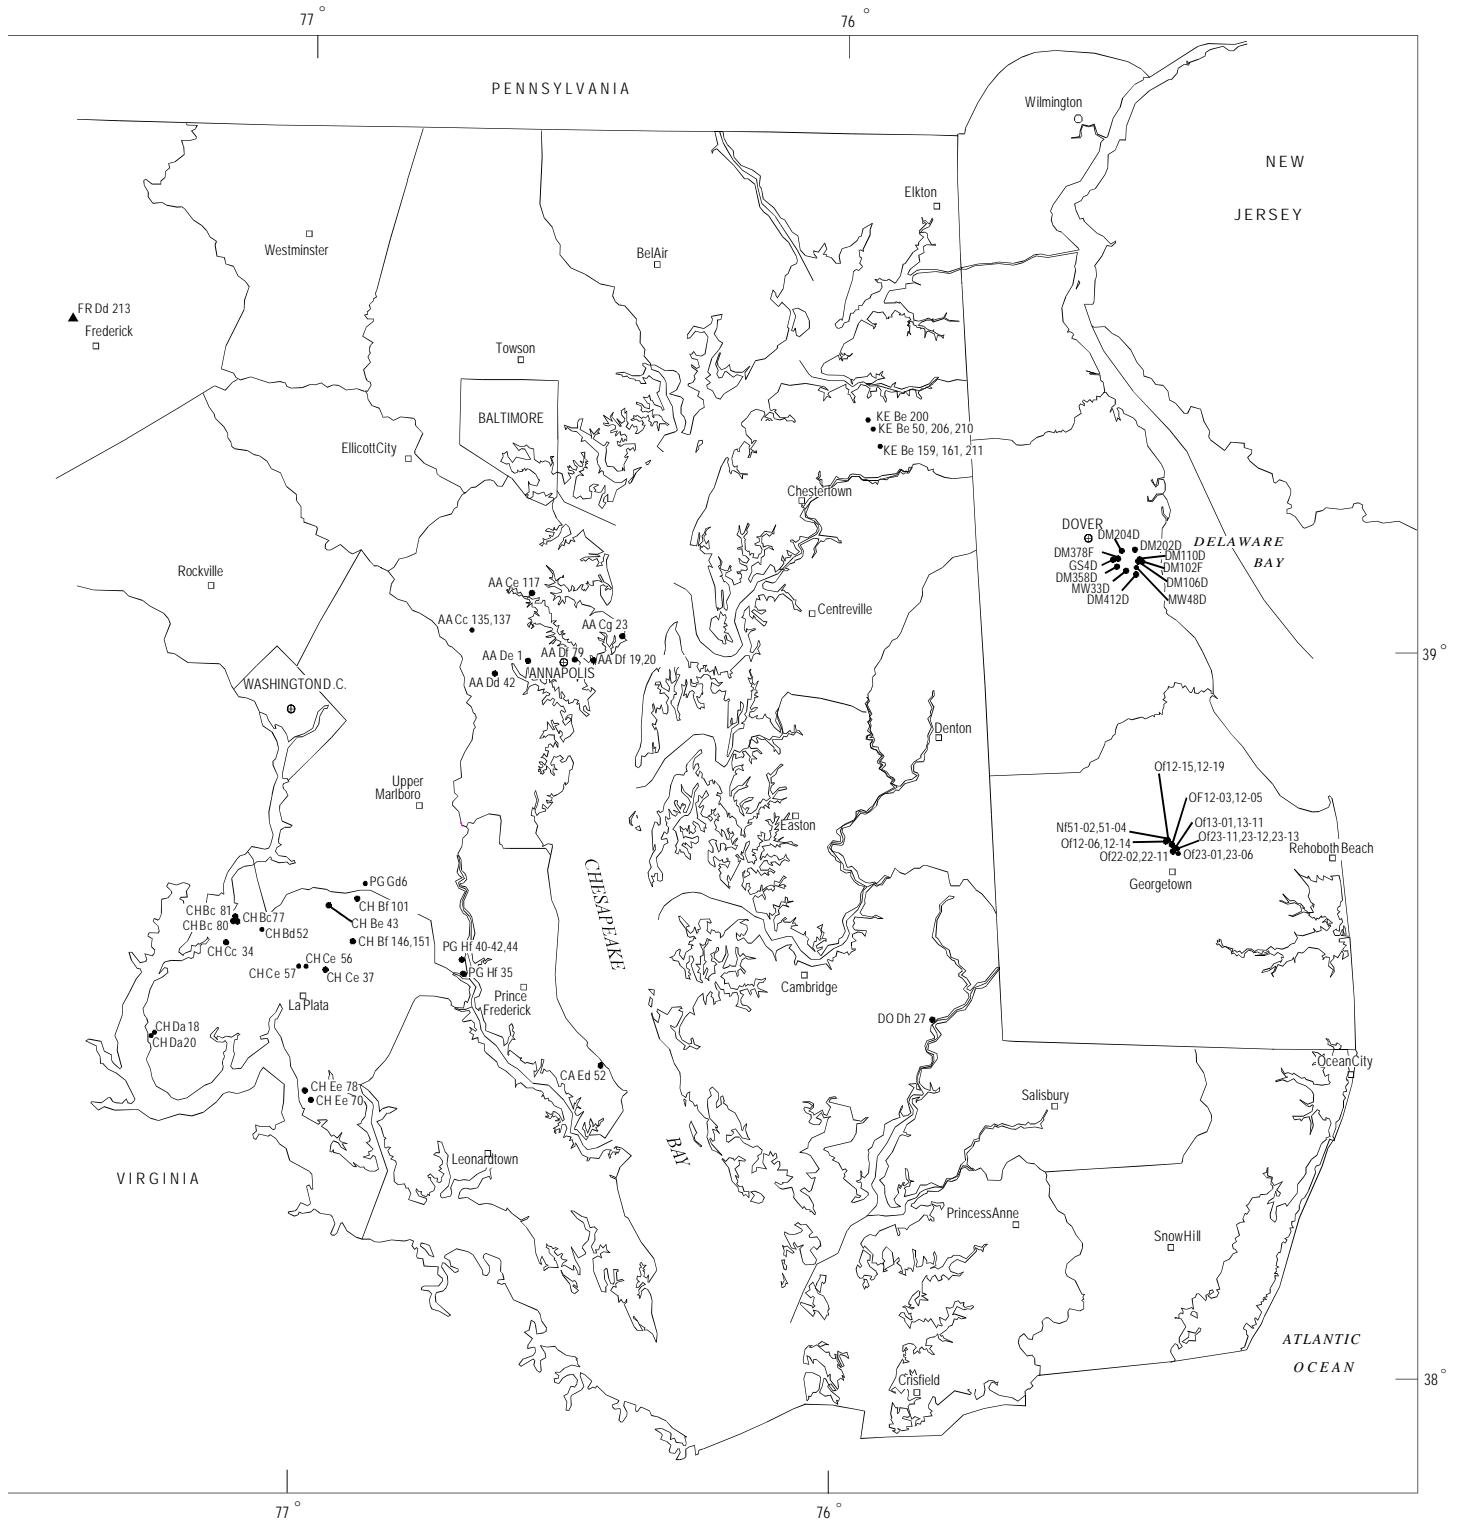 77°
76°
PENNSYLVANIA
Wilmington
NEW
JERSEY
Elkton
Westminster
BelAir
FR Dd 213
Frederick
Towson
BALTIMORE
EllicottCity
KE Be 200
KE Be 50, 206, 210
KE Be 159, 161, 211
Chestertown
DOVER
DM204D
DM202D
DELAWARE
BAY
DM378F
DM110D
GS4D
DM102F
DM358D
DM106D
MW33D
DM412D
MW48D
Rockville
AA Ce 117
AA Cc 135,137
AA Cg 23
Centreville
AA De 1
AA Df 79
AA Df 19,20
ANNAPOLIS
AA Dd 42
39°
WASHINGTOND.C.
Denton
Upper
Marlboro
Easton
Of12-15,12-19
OF12-03,12-05
Nf51-02,51-04
Of13-01,13-11
Of12-06,12-14
Of23-11,23-12,23-13
Of22-02,22-11
Of23-01,23-06
Rehoboth Beach
Georgetown
CHESAPEAKE
PG Gd6
CH Bf 101
CHBc 81
CHBc77
CHBc 80
CH Be 43
CHBd52
CH Bf 146,151
CH Cc 34
PG Hf 40-42,44
CH Ce 56
CHCe 57
CH Ce 37
PG Hf 35
La Plata
Prince
Frederick
Cambridge
DO Dh 27
CHDa 18
CHDa20
OceanCity
CA Ed 52
CH Ee 78
CH Ee 70
Salisbury
BAY
Leonardtown
VIRGINIA
PrincessAnne
SnowHill
ATLANTIC
OCEAN
Crisfield
38°
77°
76°